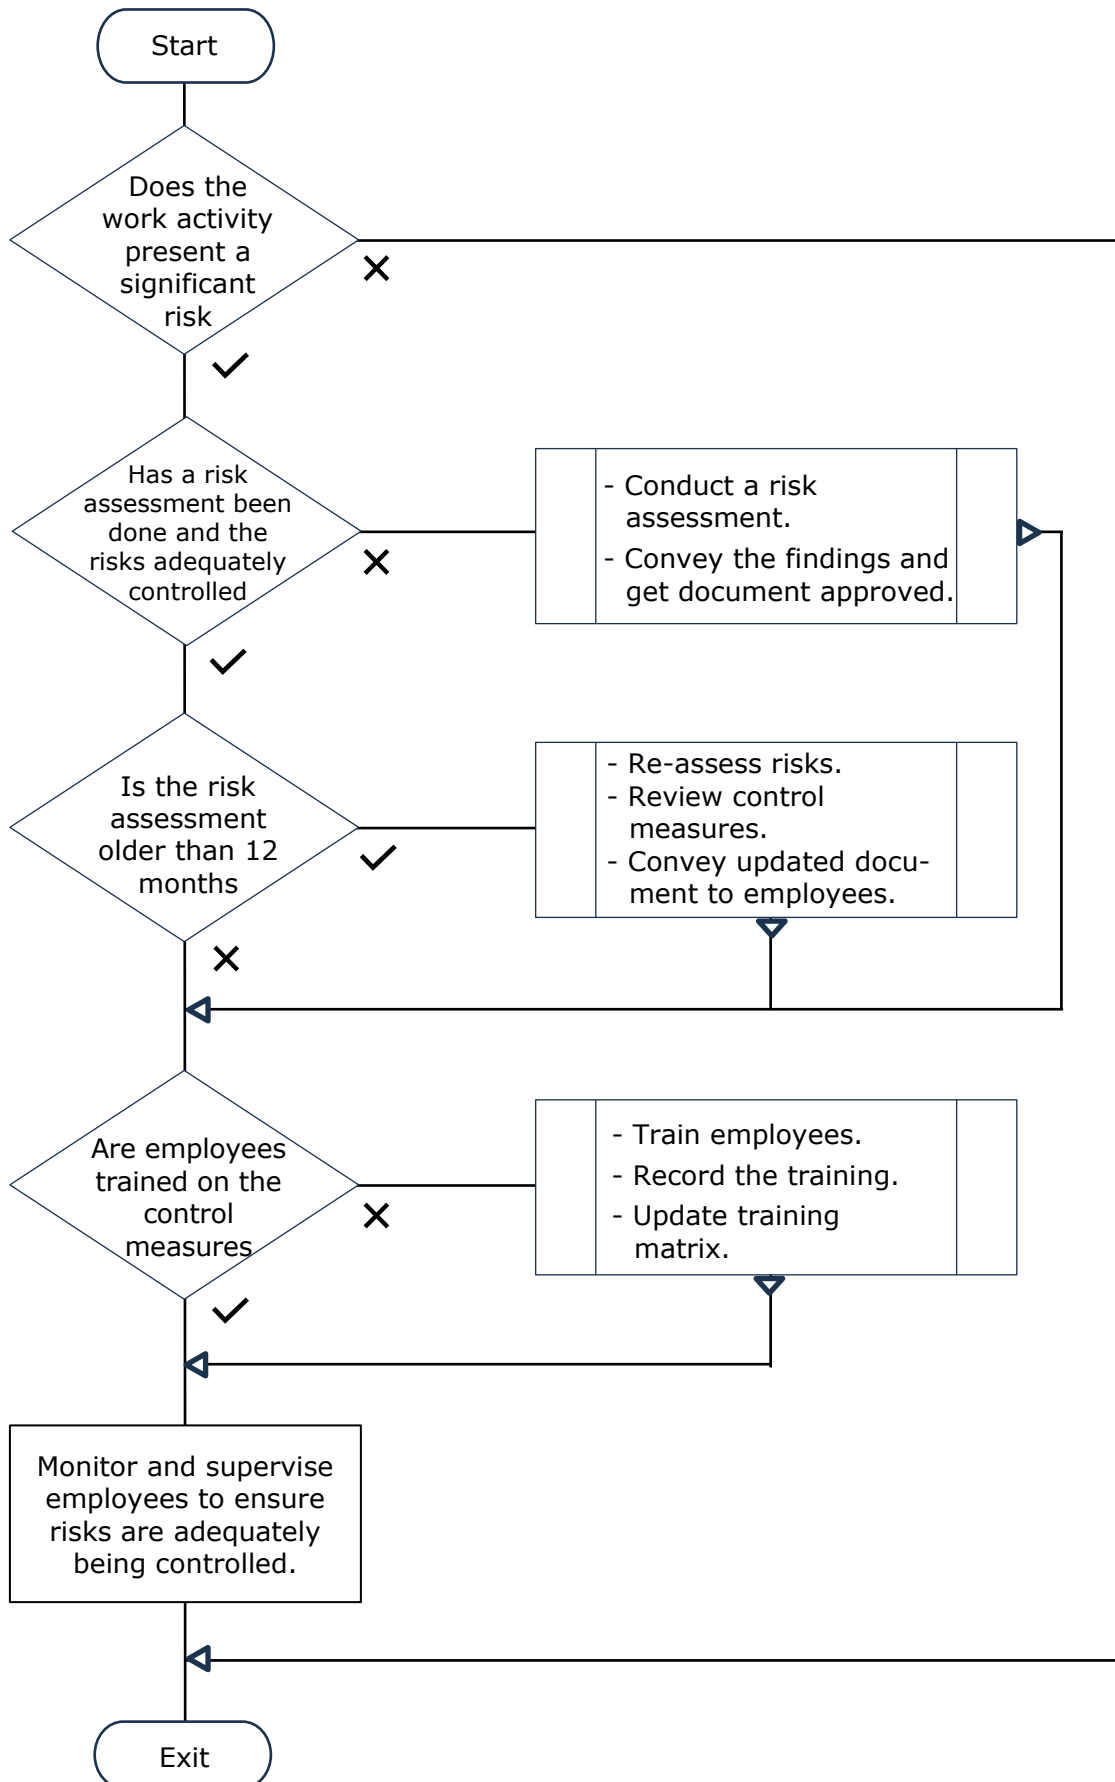 Start
Does the
work activity
present a
significant
risk
Has a risk
assessment been
done and the
risks adequately
controlled
- Conduct a risk
assessment.
- Convey the findings and
get document approved.
Is the risk
assessment
older than 12
months
- Re-assess risks.
- Review control
measures.
- Convey updated docu-
ment to employees.
Are employees
trained on the
control
measures
- Train employees.
- Record the training.
- Update training
matrix.
Monitor and supervise
employees to ensure
risks are adequately
being controlled.
Exit